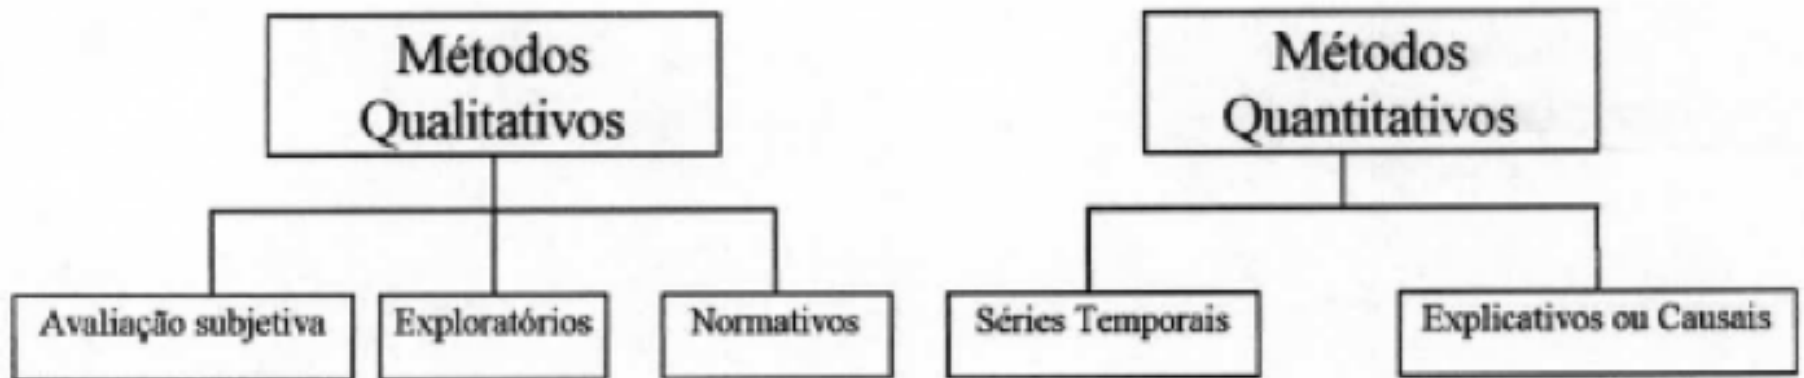 Métodos
Qualitativos
Métodos
Quantitativos
Avaliação subjetiva
Exploratórios
Normativos
Séries Temporais
Explicativos ou Causais